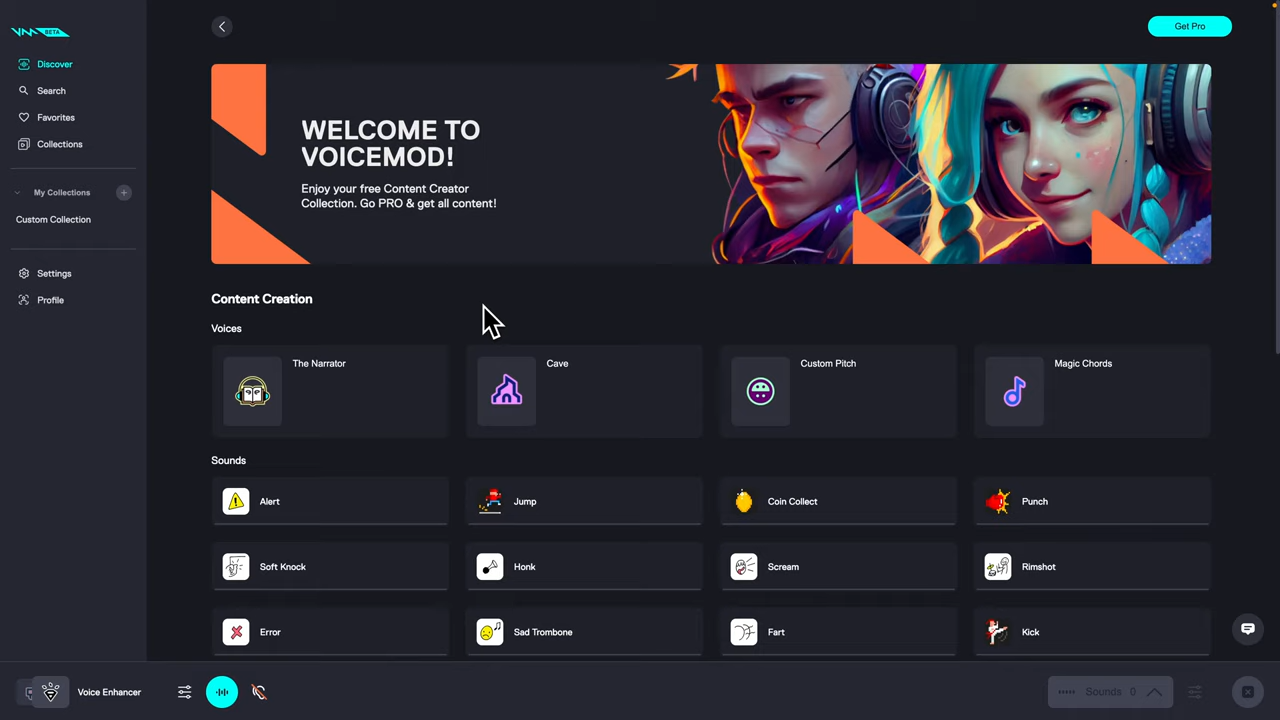 VM BETA
Get Pro
Discover
Search
Favorites
Collections
My Collections
Custom Collection
Settings
Profile
WELCOME TO
VOICEMOD!
Enjoy your free Content Creator
Collection. Go PRO & get all content!
Content Creation
Voices
The Narrator
Cave
Custom Pitch
Magic Chords
Sounds
Alert
Jump
Coin Collect
Punch
Soft Knock
Honk
Scream
Rimshot
Error
Sad Trombone
Fart
Kick
Voice Enhancer
Sounds 0